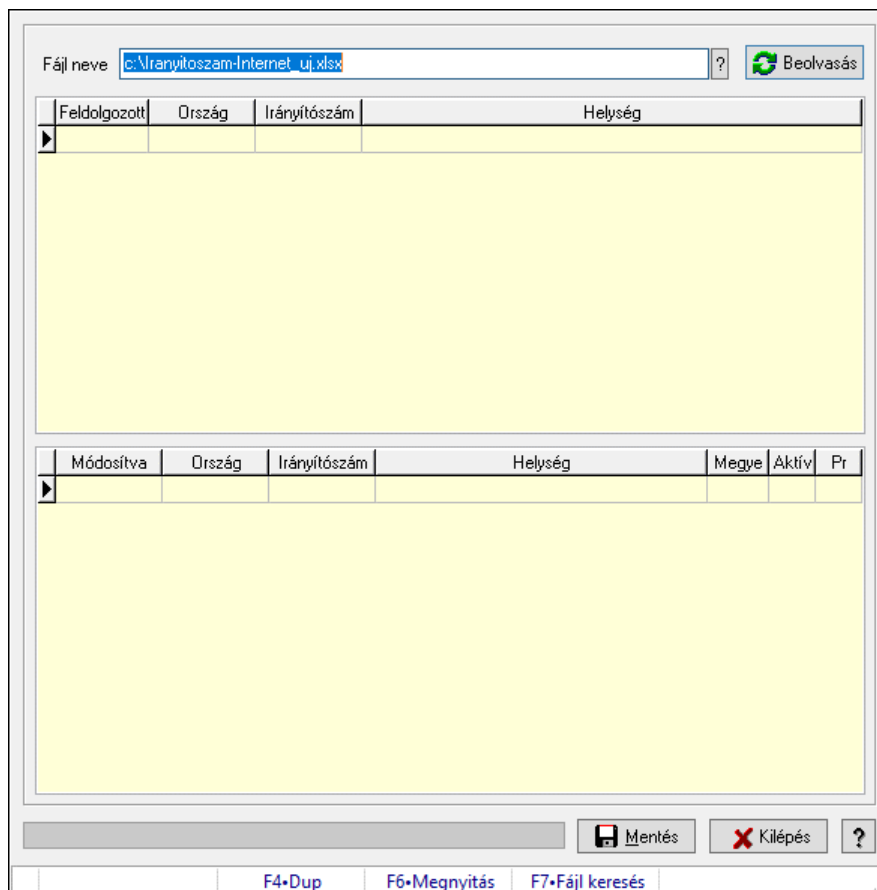 Fájl neve c:\Iranyitoszam-Internet_uj.xlsx ? Beolvasás
Feldolgozott Ország Irányítószám Helység
Módosítva Ország Irányítószám Helység Megye Aktív Pr
Mentés Kilépés ?
F4•Dup F6•Megnyitás F7•Fájl keresés